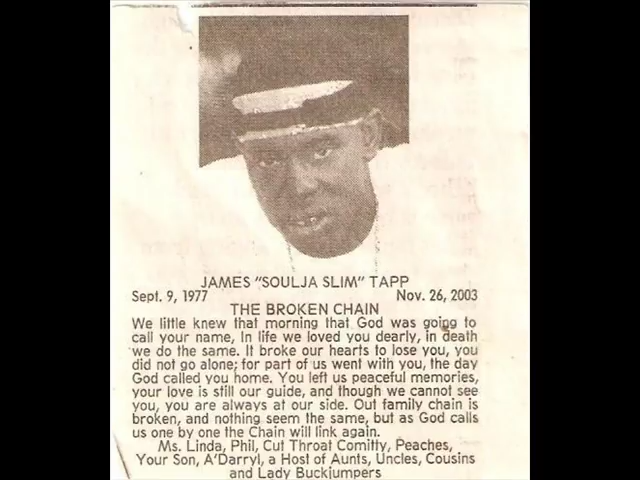 JAMES "SOULJA SLIM" TAPP
Sept. 9, 1977 Nov. 26, 2003
THE BROKEN CHAIN
We little knew that morning that God was going to
call your name, In life we loved you dearly, in death
we do the same. It broke our hearts to lose you, you
did not go alone; for part of us went with you, the day
God called you home. You left us peaceful memories,
your love is still our guide, and though we cannot see
you, you are always at our side. Out family chain is
broken, and nothing seem the same, but as God calls
us one by one the Chain will link again.
Ms. Linda, Phil, Cut Throat Comitty, Peaches,
Your Son, A'Darryl, a Host of Aunts, Uncles, Cousins
and Lady Buckjumpers